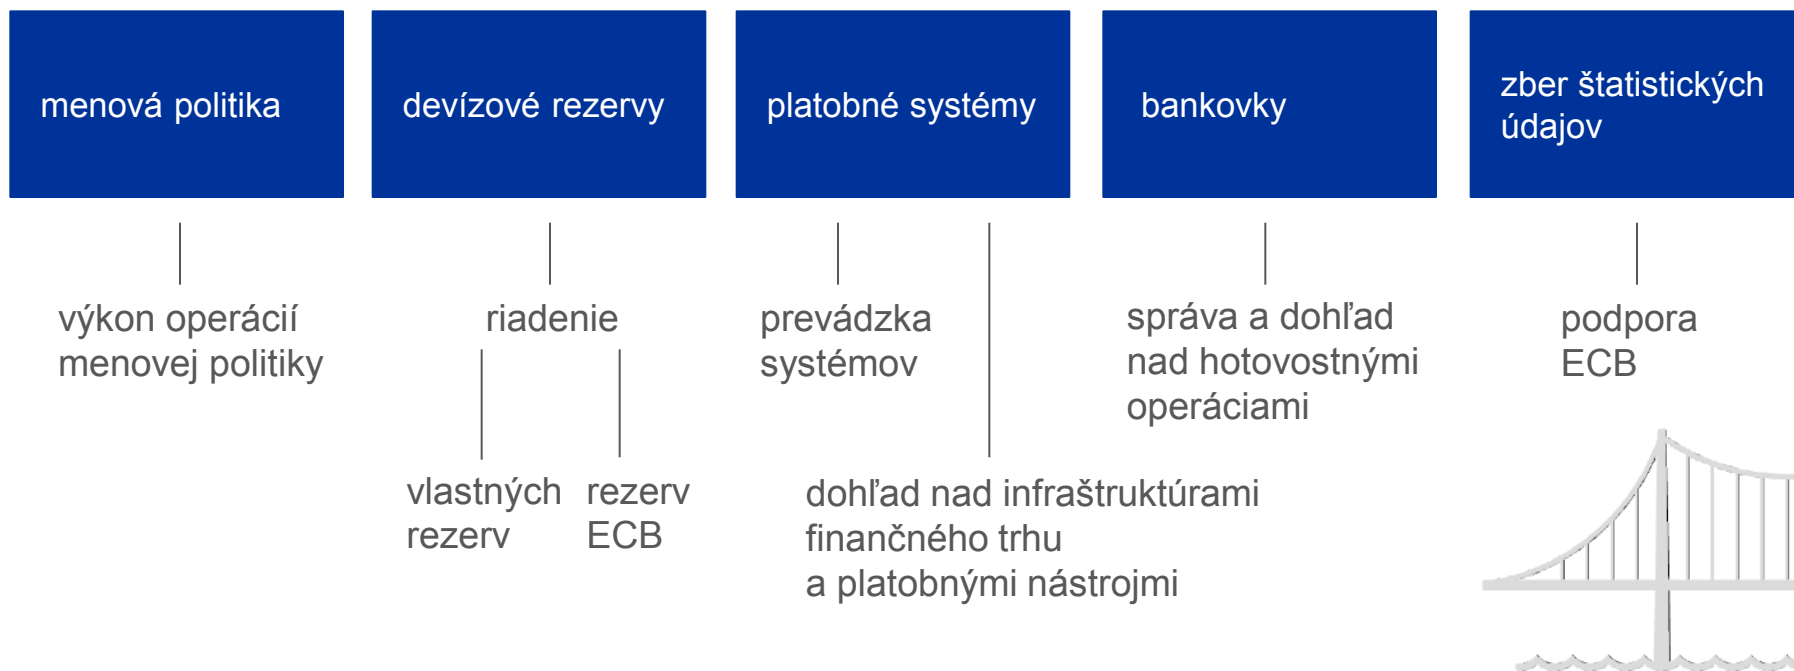 menová politika
devízové rezervy
platobné systémy
bankovky
zber štatistických
údajov
výkon operácií
menovej politiky
riadenie
vlastných
rezerv
rezerv
ECB
prevádzka
systémov
dohľad nad infraštruktúrami
finančného trhu
a platobnými nástrojmi
správa a dohľad
nad hotovostnými
operáciami
podpora
ECB